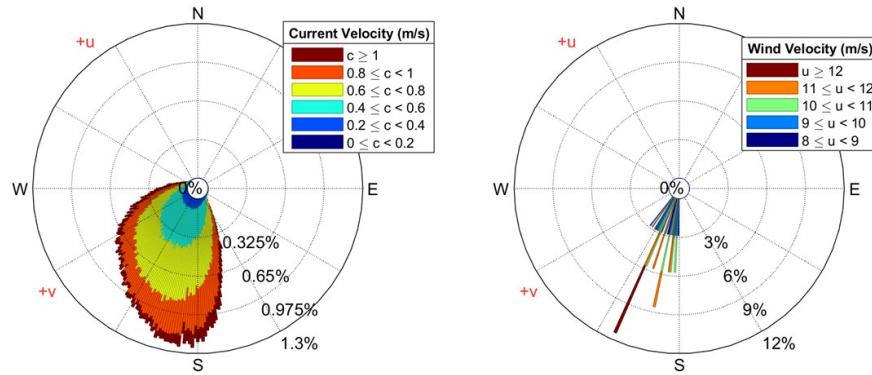 N
+u
Current Velocity (m/s)
c ≥ 1
0.8 ≤ c < 1
0.6 ≤ c < 0.8
0.4 ≤ c < 0.6
0.2 ≤ c < 0.4
0 ≤ c < 0.2
W
0%
E
0.325%
0.65%
+v
0.975%
1.3%
S
N
+u
Wind Velocity (m/s)
u ≥ 12
11 ≤ u < 12
10 ≤ u < 11
9 ≤ u < 10
8 ≤ u < 9
W
0%
E
3%
6%
+v
9%
12%
S